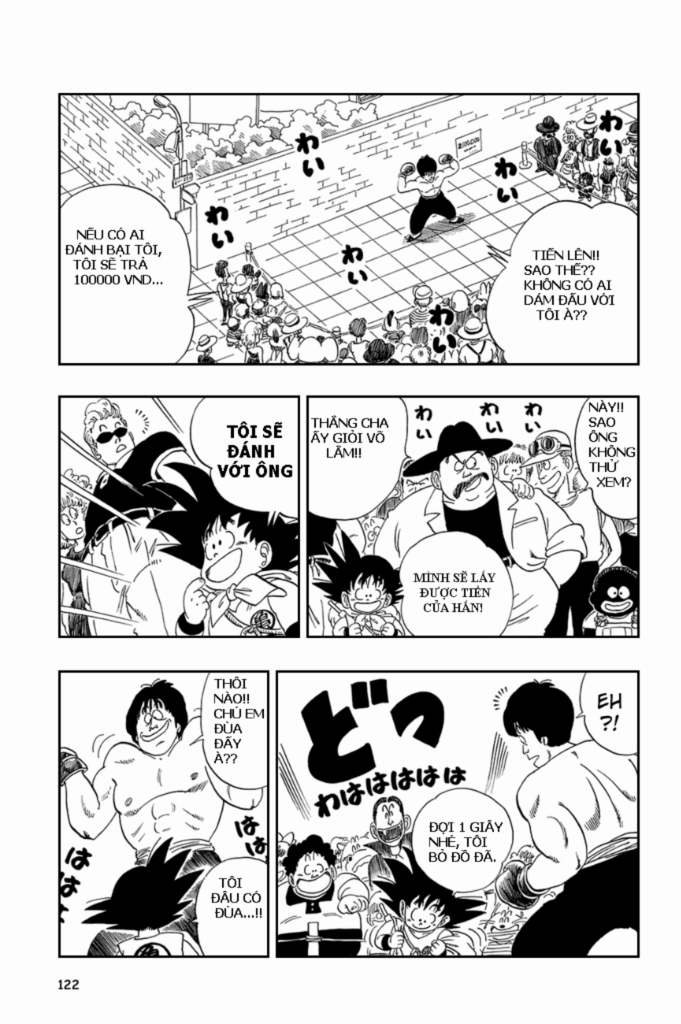 TIẾN LÊN!!
SAO THẾ??
KHÔNG CÓ AI
DÁM ĐẤU VỚI
TÔI À??
NẾU CÓ AI
ĐÁNH BẠI TÔI,
TÔI SẼ TRẢ
100000 VND...
わい
わい
わい
わい
わい
わい
TÔI SẼ
ĐÁNH
VỚI ÔNG
THẰNG CHA
ẤY GIỎI VÕ
LẮM!!
わい
わい
わい
NÀY!!
SAO
ÔNG
KHÔNG
THỬ
XEM?
MÌNH SẼ LẤY
ĐƯỢC TIỀN
CỦA HẮN!
THÔI
NÀO!!
CHÚ EM
ĐÙA
ĐẤY
À??
はは
ははは
TÔI
ĐÂU CÓ
ĐÙA...!!
どっ
わはははははは
EH
?!
ĐỢI 1 GIÂY
NHÉ, TÔI
BỎ ĐỒ ĐÃ.
122